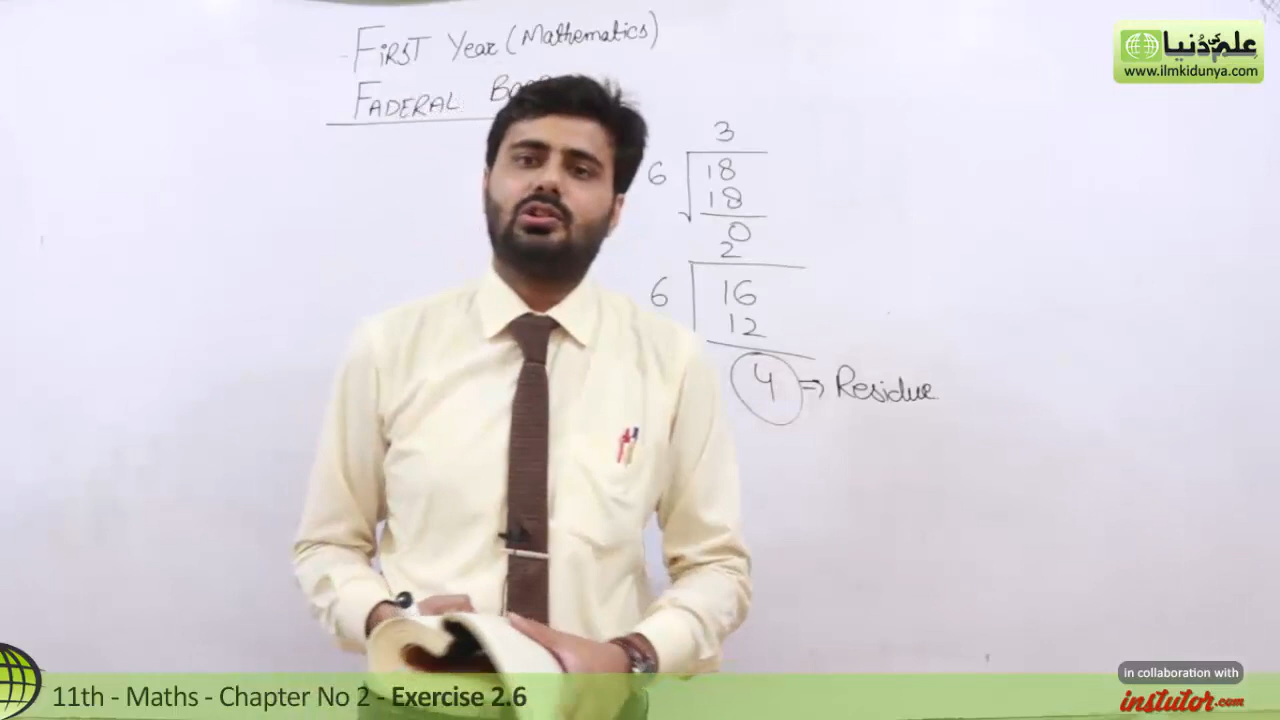 First Year (Mathematics)
FADERAL
3
6 18
18
0
2
6 16
12
4 => Residue
علم کی دُنیا
www.ilmkidunya.com
11th - Maths - Chapter No 2 - Exercise 2.6
In collaboration with
instutor.com